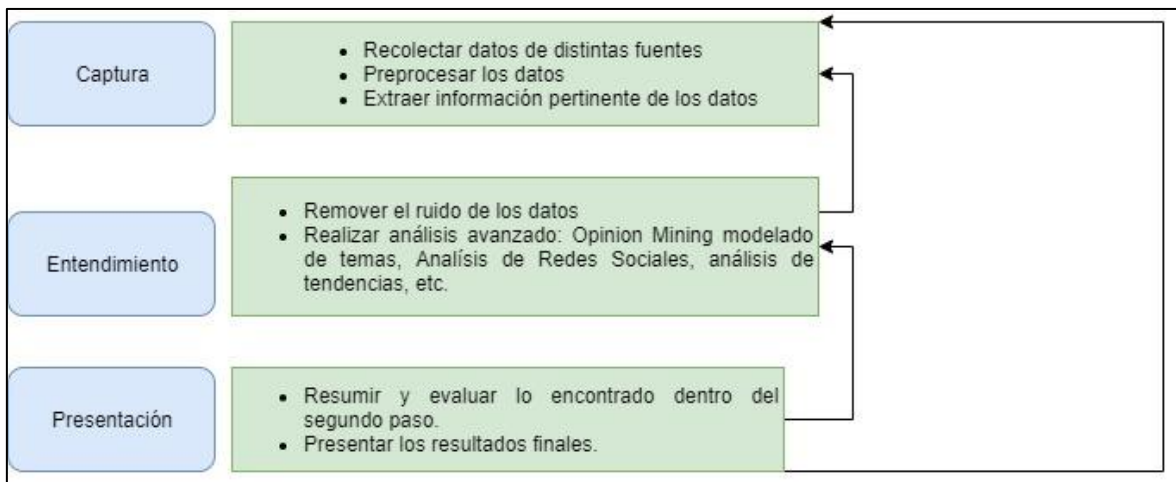 Captura
• Recolectar datos de distintas fuentes
• Preprocesar los datos
• Extraer información pertinente de los datos
Entendimiento
• Remover el ruido de los datos
• Realizar análisis avanzado: Opinion Mining modelado
de temas, Analísis de Redes Sociales, análisis de
tendencias, etc.
Presentación
• Resumir y evaluar lo encontrado dentro del
segundo paso.
• Presentar los resultados finales.